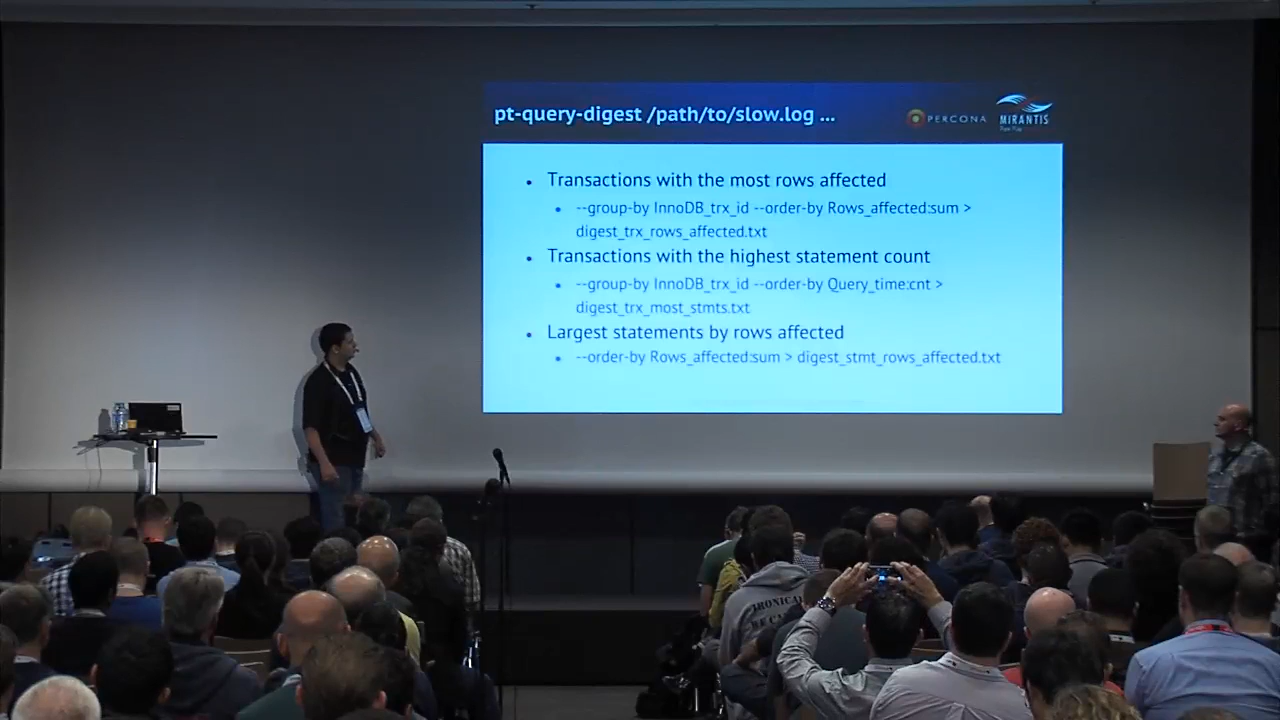 pt-query-digest /path/to/slow.log ...
PERCONA
MIRANTIS
• Transactions with the most rows affected
• --group-by InnoDB_trx_id --order-by Rows_affected:sum >
digest_trx_rows_affected.txt
• Transactions with the highest statement count
• --group-by InnoDB_trx_id --order-by Query_time:cnt >
digest_trx_most_stmts.txt
• Largest statements by rows affected
• --order-by Rows_affected:sum > digest_stmt_rows_affected.txt